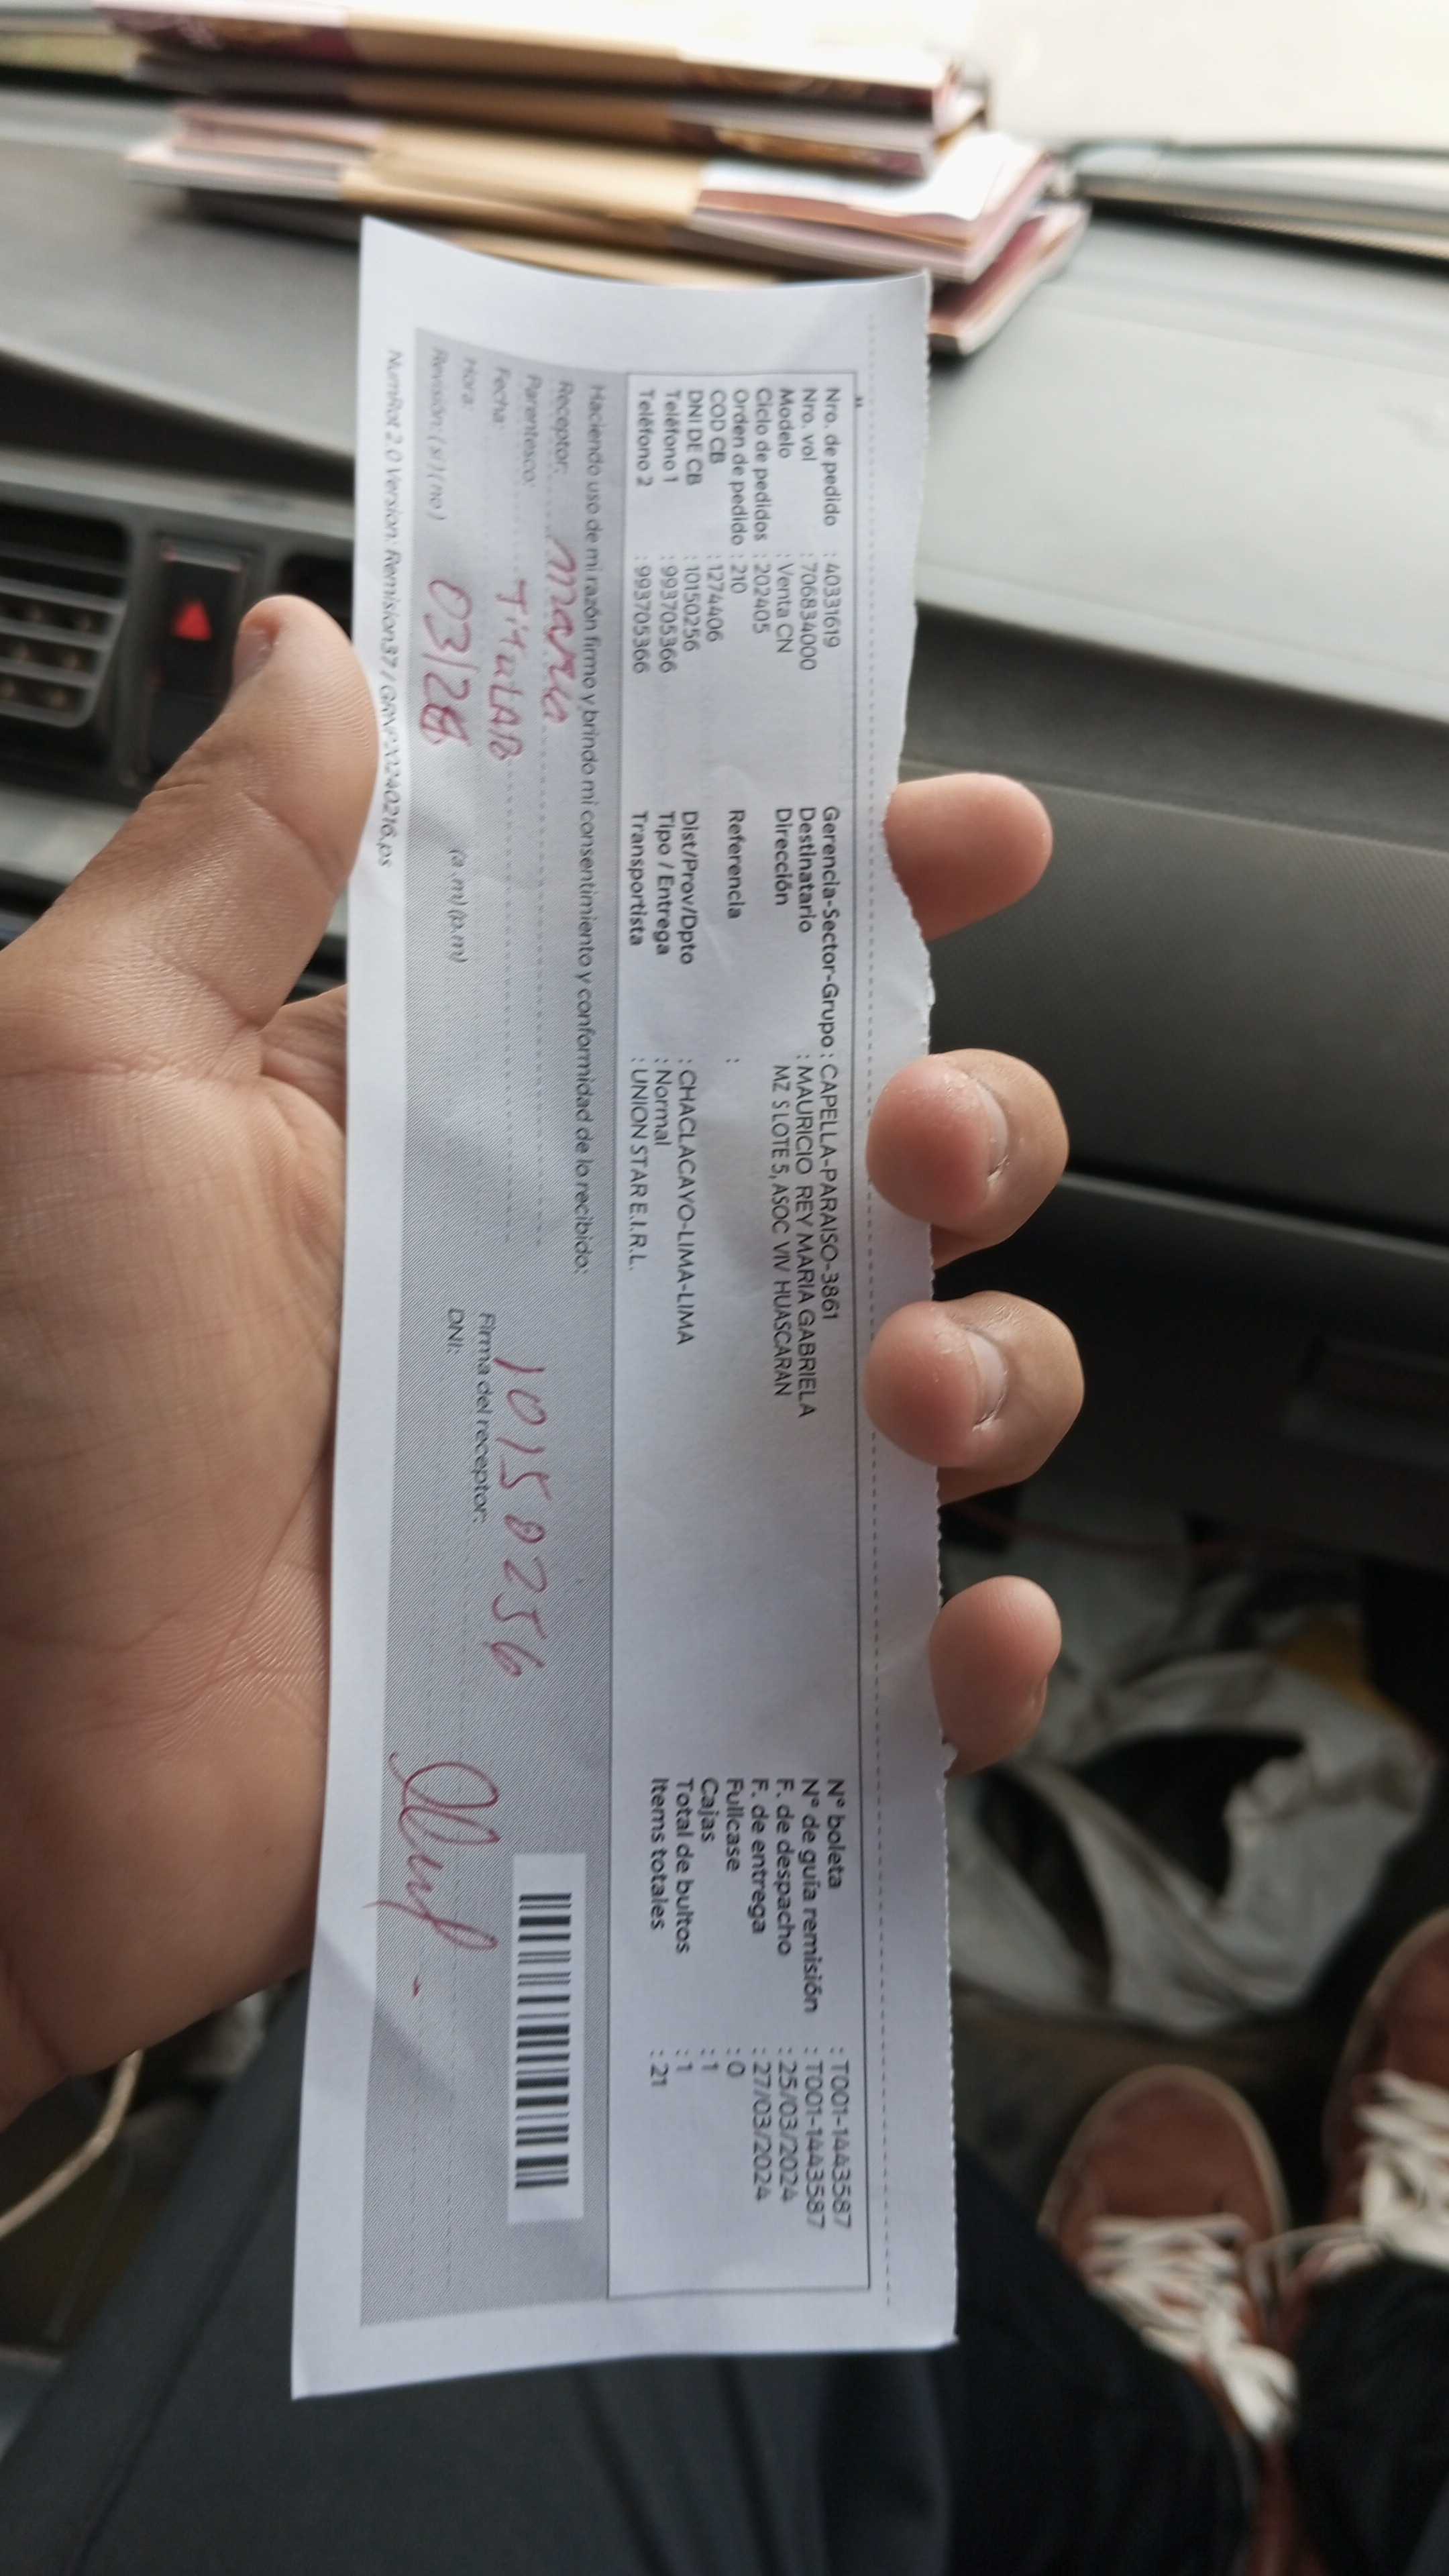 Nro. de pedido : 40331619
Nro. vol : 706834000
Modelo : Venta CN
Ciclo de pedidos : 202405
Orden de pedido : 210
COD CB : 1274406
DNI DE CB : 10150256
Teléfono 1 : 993705366
Teléfono 2 : 993705366
Gerencia-Sector-Grupo : CAPELLA-PARAISO-3861
Destinatario : MAURICIO REY MARIA GABRIELA
Dirección MZ S LOTE 5, ASOC VIV HUASCARAN
Referencia :
Dist/Prov/Dpto : CHACLACAYO-LIMA-LIMA
Tipo / Entrega : Normal
Transportista : UNION STAR E.I.R.L.
N° boleta : T001-1443587
N° de guía remisión : T001-1443587
F. de despacho : 25/03/2024
F. de entrega : 27/03/2024
Fullcase : 0
Cajas : 1
Total de bultos : 1
Items totales : 21
Haciendo uso de mi razón firmo y brindo mi consentimiento y conformidad de lo recibido:
Receptor: maria
Parentesco: TiTuLAR
Fecha: 03/28
Hora: (a.m) (p.m)
Revisión: (si) (no)
10150256
Firma del receptor:
DNI: